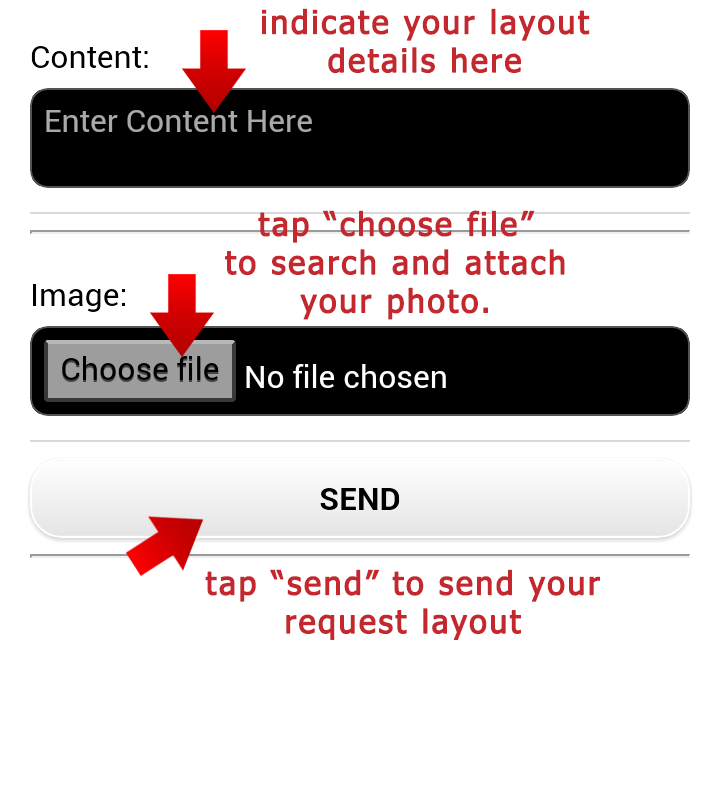 indicate your layout
details here
Content:
Enter Content Here
tap “choose file”
to search and attach
your photo.
Image:
Choose file No file chosen
SEND
tap “send” to send your
request layout